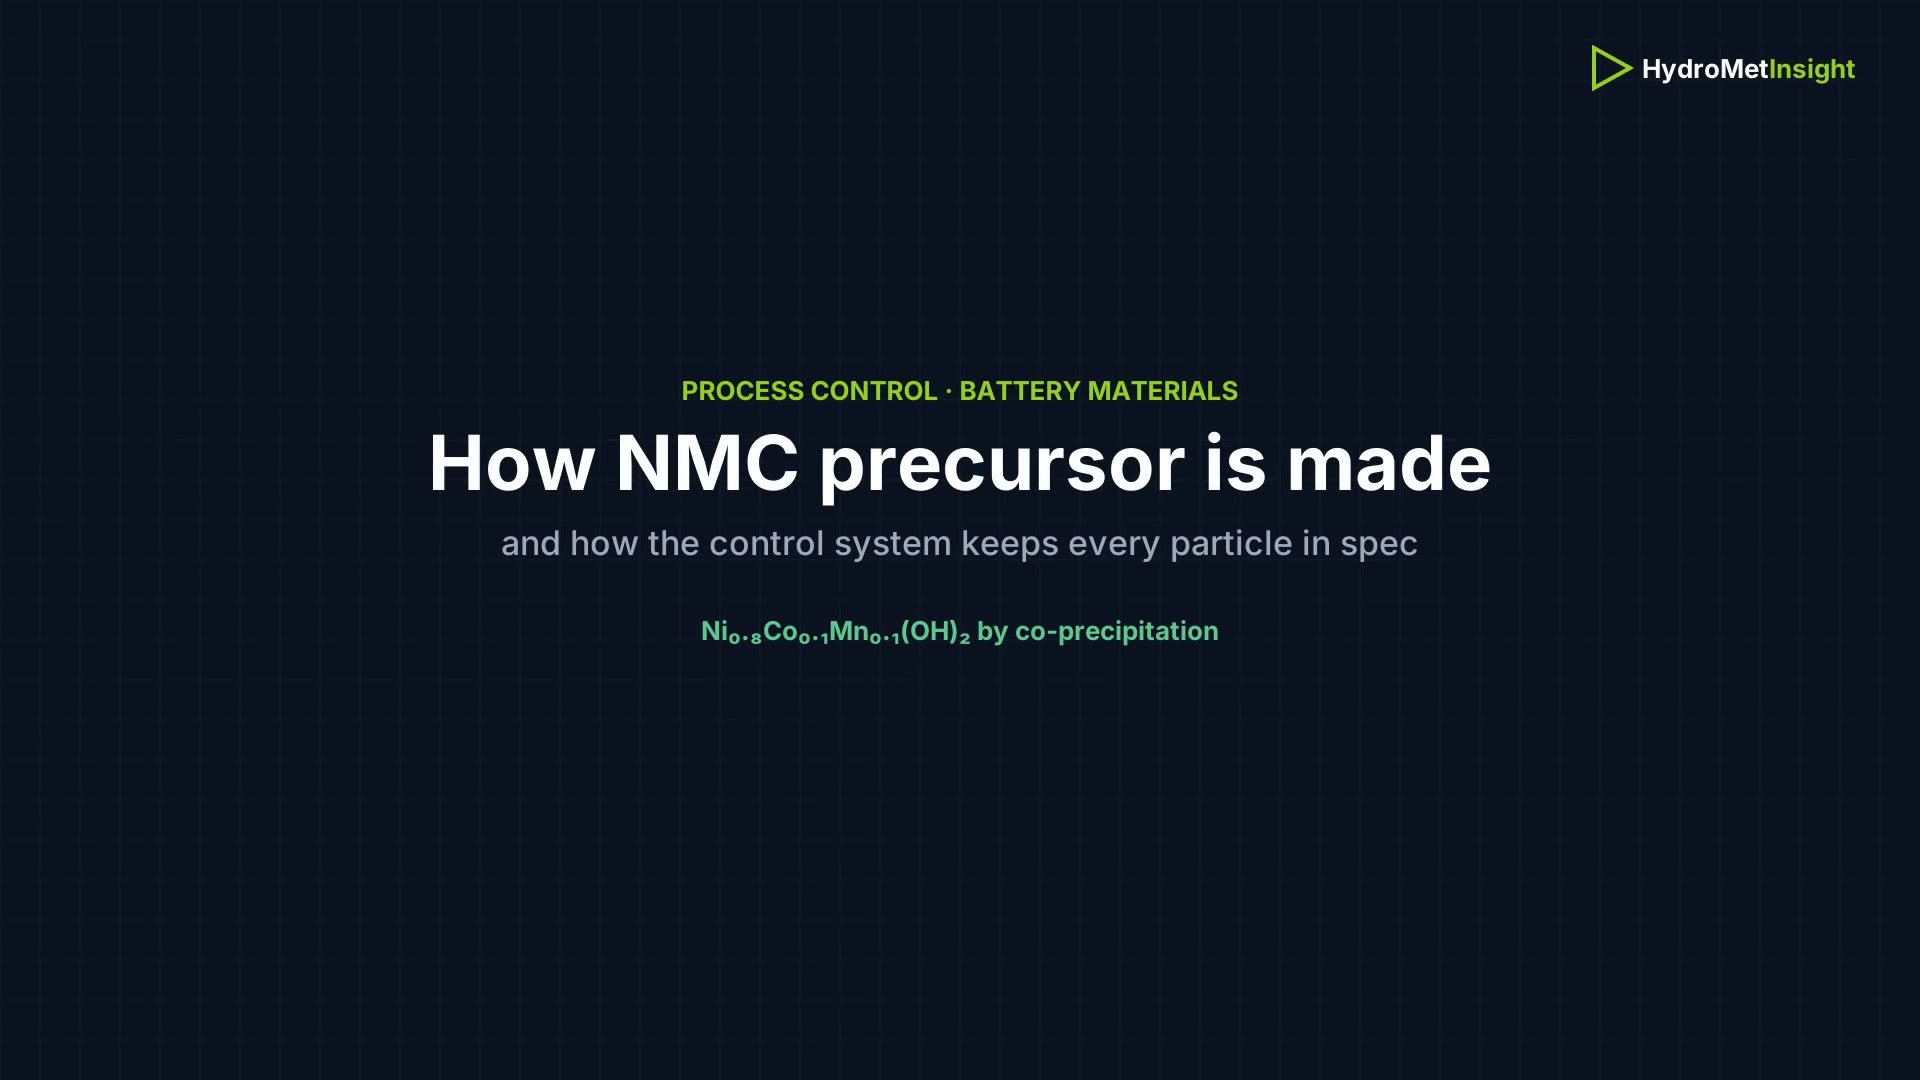 HydroMetInsight
PROCESS CONTROL · BATTERY MATERIALS
How NMC precursor is made
and how the control system keeps every particle in spec
Ni₀.₈Co₀.₁Mn₀.₁(OH)₂ by co-precipitation